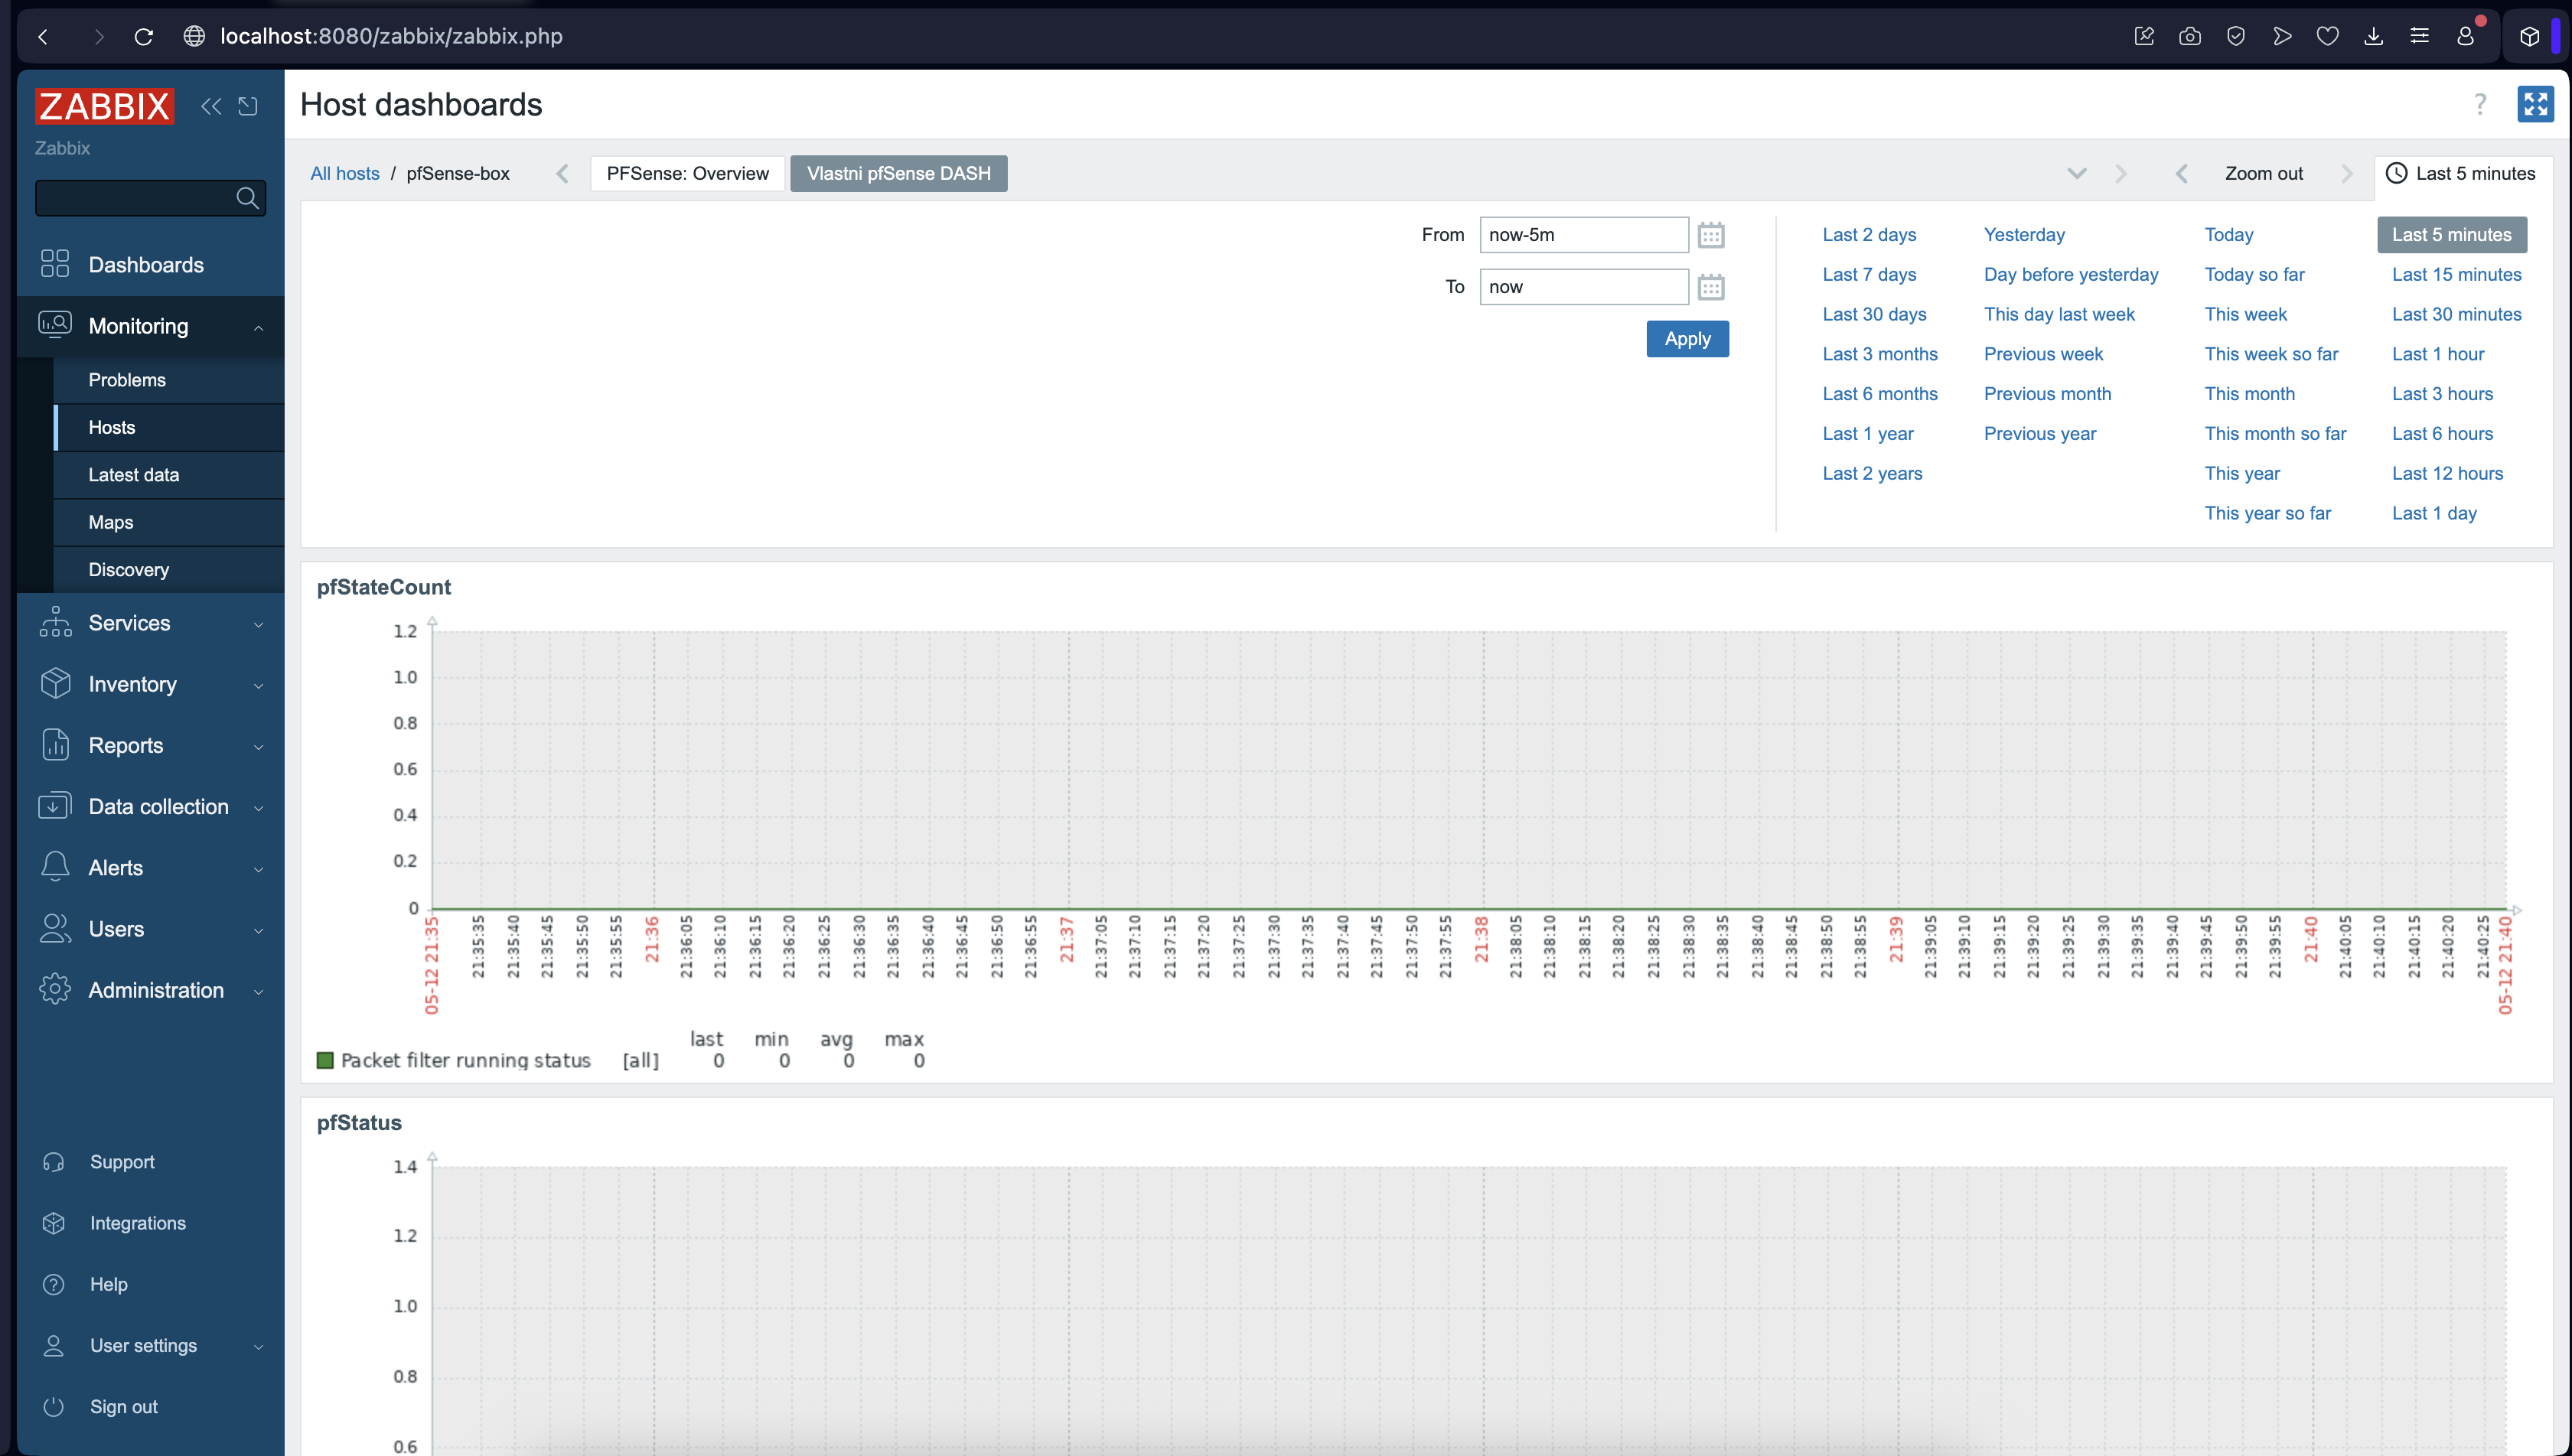 localhost:8080/zabbix/zabbix.php
ZABBIX
Zabbix
Dashboards
Monitoring
Problems
Hosts
Latest data
Maps
Discovery
Services
Inventory
Reports
Data collection
Alerts
Users
Administration
Support
Integrations
Help
User settings
Sign out
Host dashboards
?
All hosts / pfSense-box
PFSense: Overview
Vlastni pfSense DASH
Zoom out
Last 5 minutes
From now-5m
To now
Apply
Last 2 days Yesterday Today Last 5 minutes
Last 7 days Day before yesterday Today so far Last 15 minutes
Last 30 days This day last week This week Last 30 minutes
Last 3 months Previous week This week so far Last 1 hour
Last 6 months Previous month This month Last 3 hours
Last 1 year Previous year This month so far Last 6 hours
Last 2 years This year Last 12 hours
This year so far Last 1 day
pfStateCount
1.2
1.0
0.8
0.6
0.4
0.2
0
05-12 21:35 21:35:35 21:35:40 21:35:45 21:35:50 21:35:55 21:36 21:36:05 21:36:10 21:36:15 21:36:20 21:36:25 21:36:30 21:36:35 21:36:40 21:36:45 21:36:50 21:36:55 21:37 21:37:05 21:37:10 21:37:15 21:37:20 21:37:25 21:37:30 21:37:35 21:37:40 21:37:45 21:37:50 21:37:55 21:38 21:38:05 21:38:10 21:38:15 21:38:20 21:38:25 21:38:30 21:38:35 21:38:40 21:38:45 21:38:50 21:38:55 21:39 21:39:05 21:39:10 21:39:15 21:39:20 21:39:25 21:39:30 21:39:35 21:39:40 21:39:45 21:39:50 21:39:55 21:40 21:40:05 21:40:10 21:40:15 21:40:20 21:40:25 05-12 21:40
last min avg max
Packet filter running status [all] 0 0 0 0
pfStatus
1.4
1.2
1.0
0.8
0.6